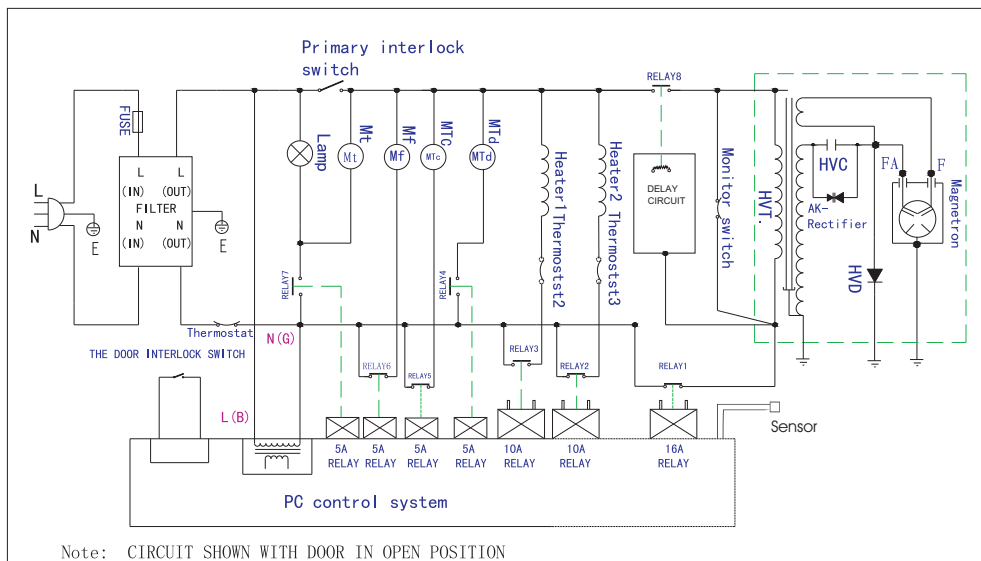 Primary interlock
switch
RELAY8
FUSE
L
N
E
L
(IN)
L
(OUT)
FILTER
N
(IN)
N
(OUT)
E
Lamp
Mt
Mt
Mf
Mf
MTC
MTc
MTd
MTd
Heater1Thermostst2
Heater2 Thermostst3
DELAY
CIRCUIT
Monitor switch
HVT.
HVC
AK-
Rectifier
HVD
FA
F
Magnetron
RELAY7
RELAY4
Thermostat
N(G)
THE DOOR INTERLOCK SWITCH
RELAY6
RELAY5
RELAY3
RELAY2
RELAY1
L(B)
Sensor
5A
RELAY
5A
RELAY
5A
RELAY
5A
RELAY
10A
RELAY
10A
RELAY
16A
RELAY
PC control system
Note: CIRCUIT SHOWN WITH DOOR IN OPEN POSITION